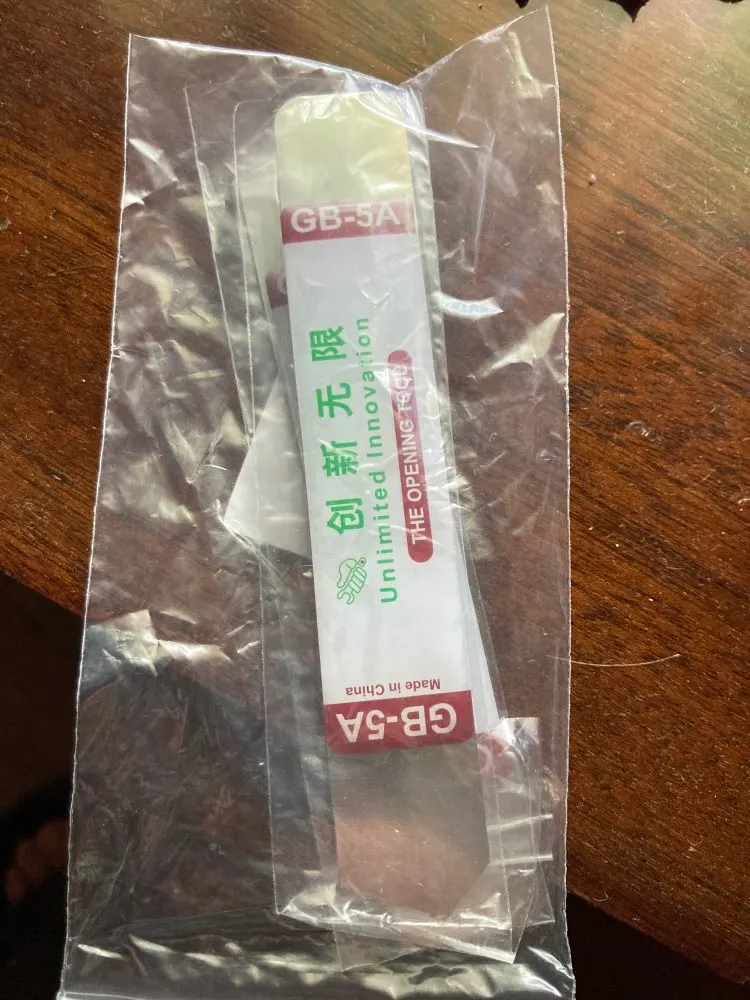 GB-5A
创新无限
Unlimited Innovation
THE OPENING TOOL
Made in China
GB-5A